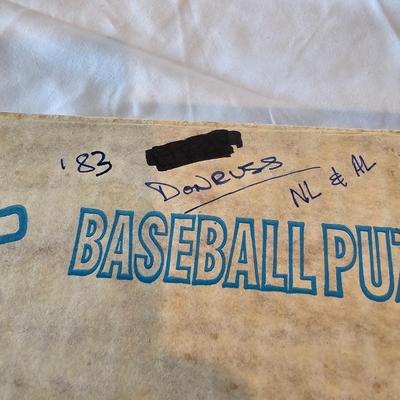 '83
DONRUSS
NL & AL
BASEBALL PU